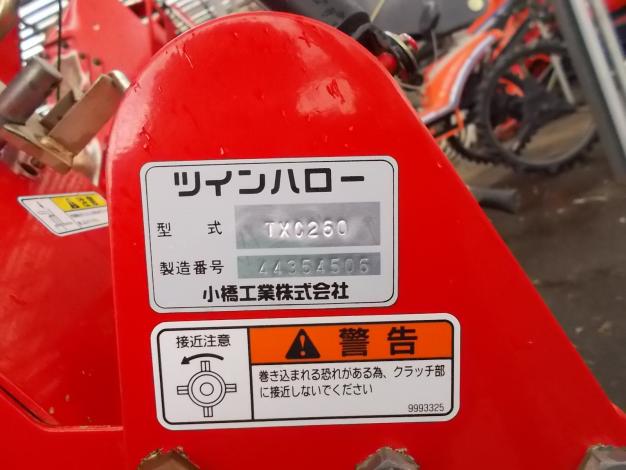 ツインハロー
型式 TXC260
製造番号 44354506
小橋工業株式会社
接近注意
警告
巻き込まれる恐れがある為、クラッチ部
に接近しないでください
9993325